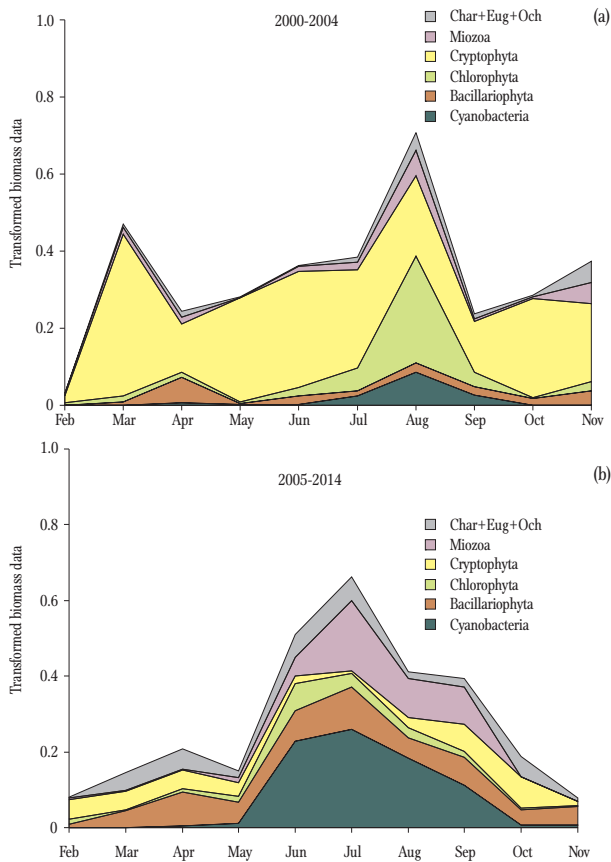 2000-2004
(a)
Char+Eug+Och
Miozoa
Cryptophyta
Chlorophyta
Bacillariophyta
Cyanobacteria
Transformed biomass data
1.0
0.8
0.6
0.4
0.2
0
Feb Mar Apr May Jun Jul Aug Sep Oct Nov
2005-2014
(b)
Char+Eug+Och
Miozoa
Cryptophyta
Chlorophyta
Bacillariophyta
Cyanobacteria
Transformed biomass data
1.0
0.8
0.6
0.4
0.2
0
Feb Mar Apr May Jun Jul Aug Sep Oct Nov